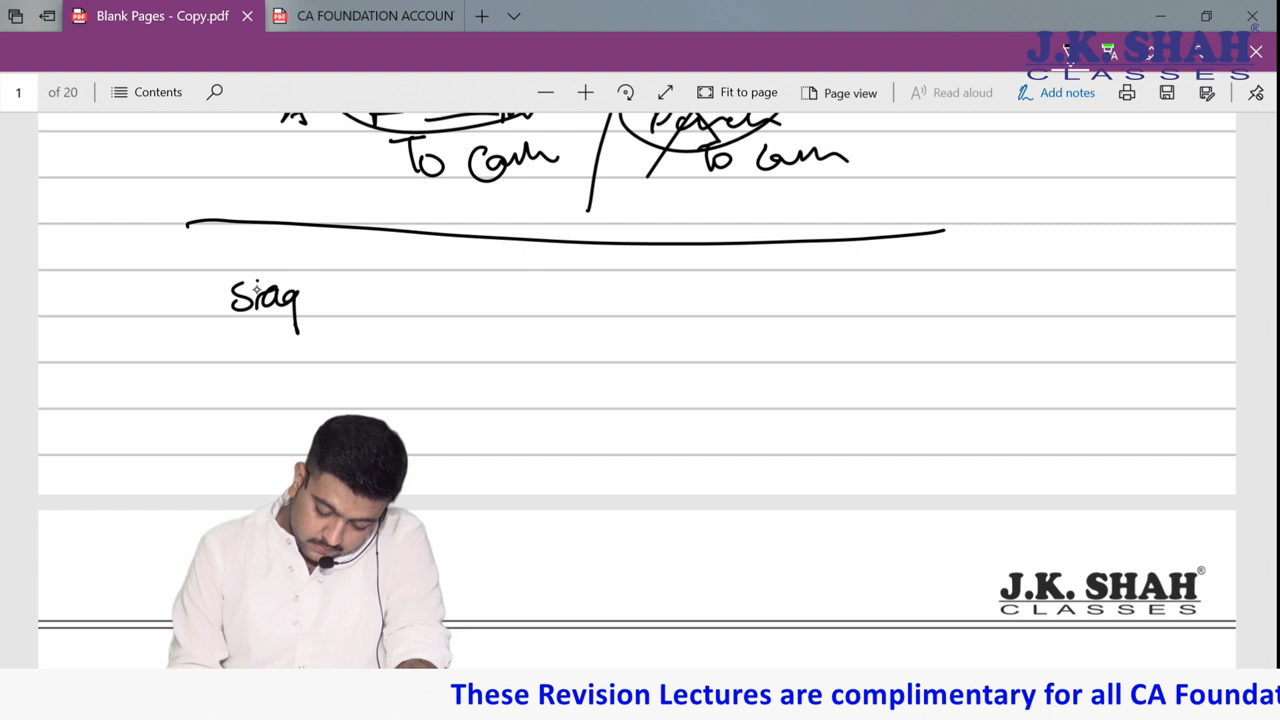 Blank Pages - Copy.pdf
CA FOUNDATION ACCOUN
J.K. SHAH®
CLASSES
1 of 20
Contents
Fit to page
Page view
Read aloud
Add notes
To Cash
To Cash
Siaq
J.K. SHAH®
CLASSES
These Revision Lectures are complimentary for all CA Foundat